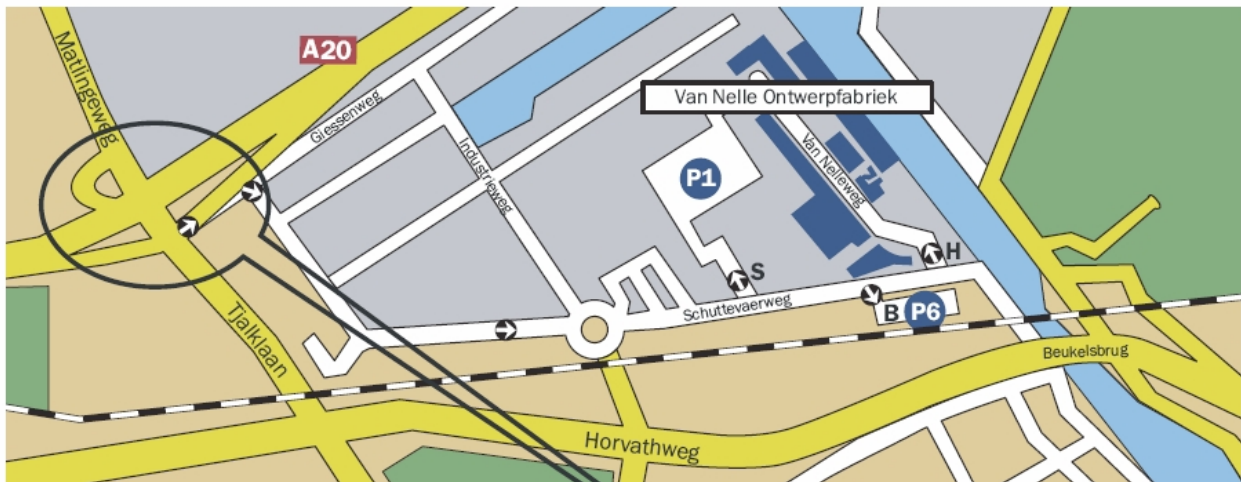 Matlingeweg
A20
Giessenweg
Industrieweg
Van Nelle Ontwerpfabriek
Van Nelleweg
P1
S
H
Schuttevaerweg
B
P6
Tjalklaan
Beukelsbrug
Horvathweg